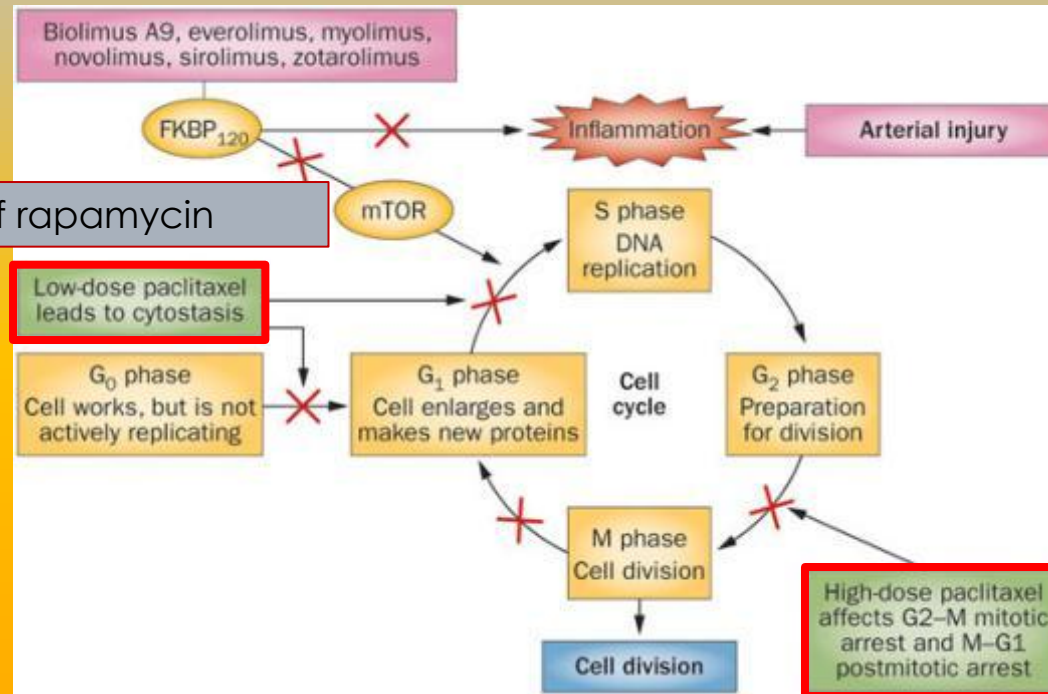 Biolimus A9, everolimus, myolimus,
novolimus, sirolimus, zotarolimus
FKBP120
Inflammation
Arterial injury
mTOR
f rapamycin
S phase
DNA
replication
Low-dose paclitaxel
leads to cytostasis
G0 phase
Cell works, but is not
actively replicating
G1 phase
Cell enlarges and
makes new proteins
Cell
cycle
G2 phase
Preparation
for division
M phase
Cell division
High-dose paclitaxel
affects G2–M mitotic
arrest and M–G1
postmitotic arrest
Cell division